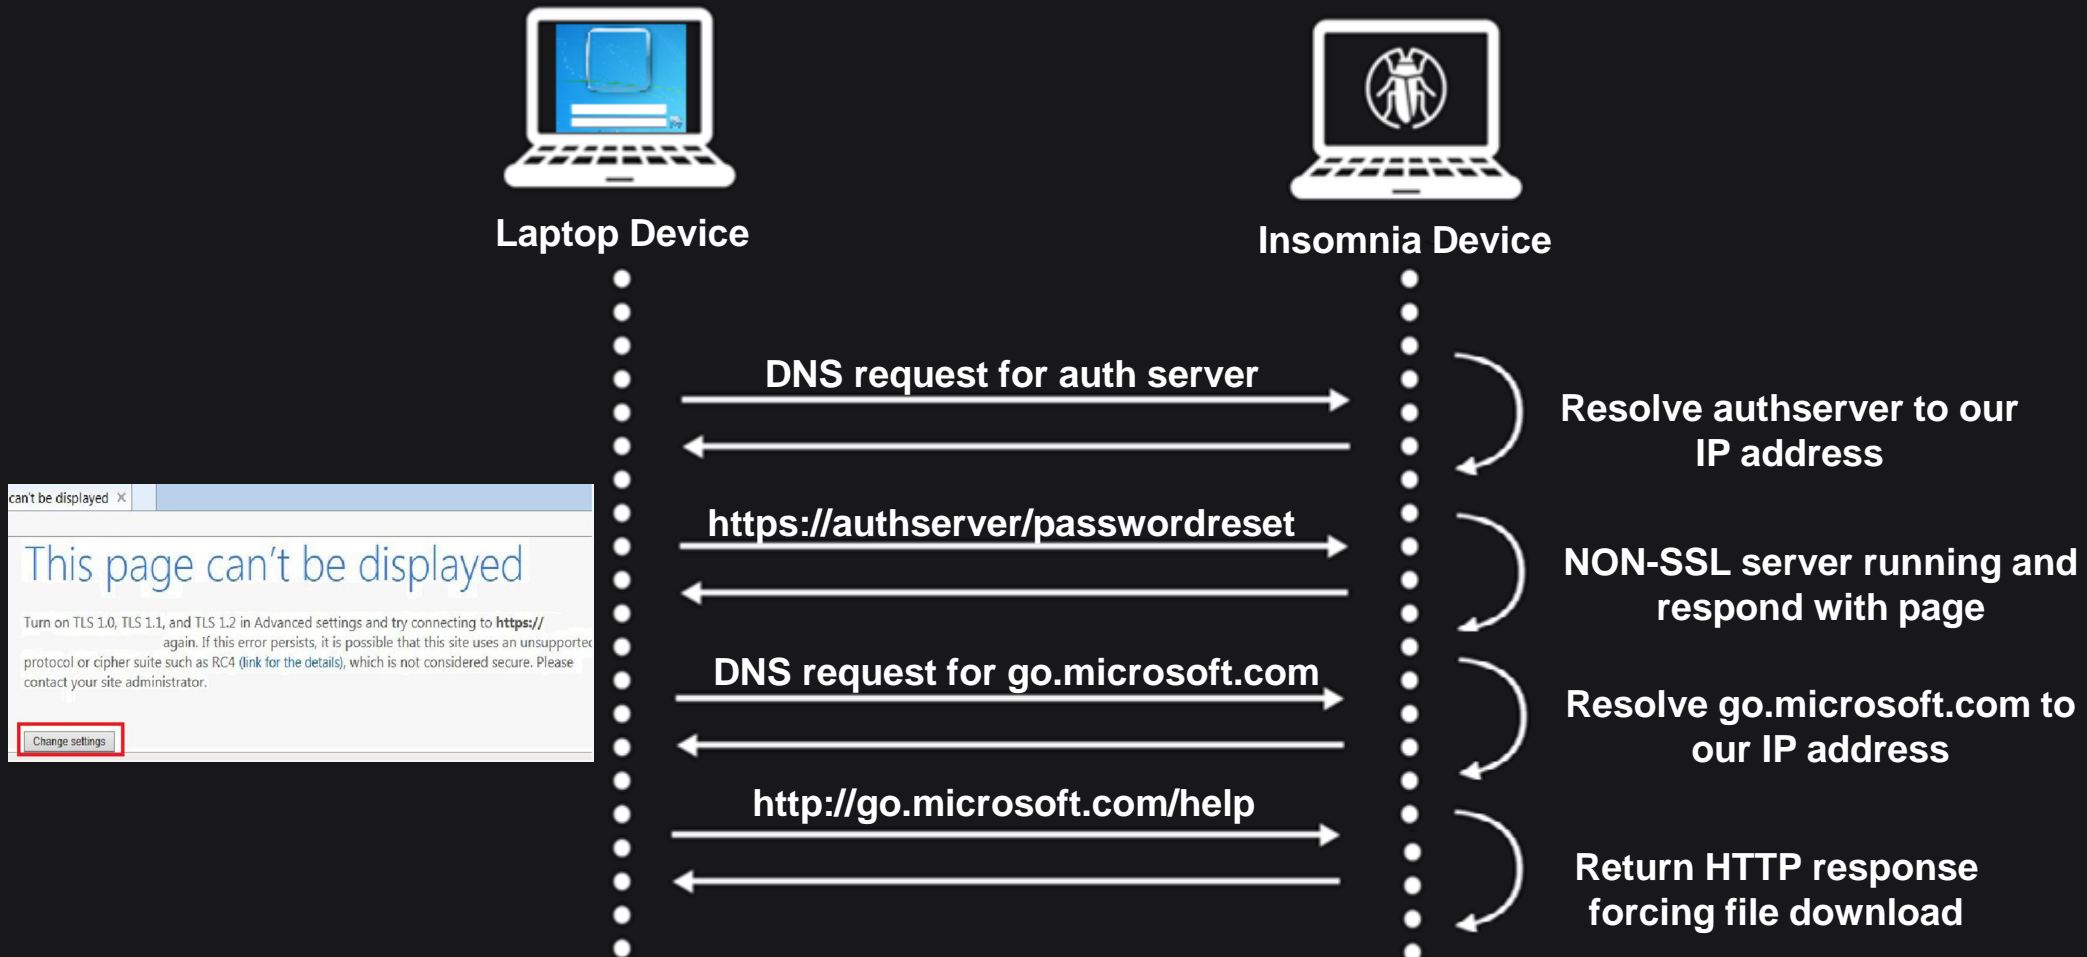 Laptop Device
Insomnia Device
DNS request for auth server
Resolve authserver to our
IP address
https://authserver/passwordreset
NON-SSL server running and
respond with page
can't be displayed ×
This page can't be displayed
Turn on TLS 1.0, TLS 1.1, and TLS 1.2 in Advanced settings and try connecting to https://
again. If this error persists, it is possible that this site uses an unsupported
protocol or cipher suite such as RC4 (link for the details), which is not considered secure. Please
contact your site administrator.
Change settings
DNS request for go.microsoft.com
Resolve go.microsoft.com to
our IP address
http://go.microsoft.com/help
Return HTTP response
forcing file download